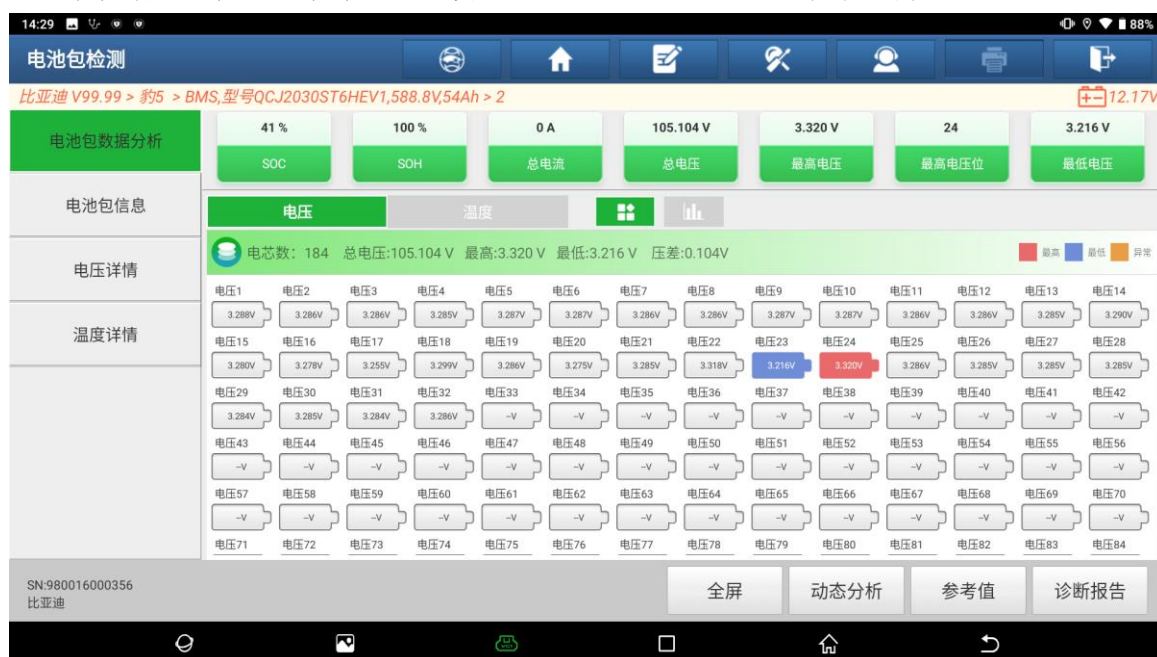 14:29
88%
电池包检测
比亚迪 V99.99 > 豹5 > BMS,型号QCJ2030ST6HEV1,588.8V,54Ah > 2
12.17V
电池包数据分析
电池包信息
电压详情
温度详情
41 % 100 % 0 A 105.104 V 3.320 V 24 3.216 V
SOC SOH 总电流 总电压 最高电压 最高电压位 最低电压
电压 温度
电芯数: 184 总电压:105.104 V 最高:3.320 V 最低:3.216 V 压差:0.104V
最高 最低 异常
电压1 电压2 电压3 电压4 电压5 电压6 电压7 电压8 电压9 电压10 电压11 电压12 电压13 电压14
3.288V 3.286V 3.286V 3.285V 3.287V 3.287V 3.286V 3.286V 3.287V 3.287V 3.286V 3.286V 3.285V 3.290V
电压15 电压16 电压17 电压18 电压19 电压20 电压21 电压22 电压23 电压24 电压25 电压26 电压27 电压28
3.280V 3.278V 3.255V 3.299V 3.286V 3.275V 3.285V 3.318V 3.216V 3.320V 3.286V 3.285V 3.285V 3.285V
电压29 电压30 电压31 电压32 电压33 电压34 电压35 电压36 电压37 电压38 电压39 电压40 电压41 电压42
3.284V 3.285V 3.284V 3.286V –V –V –V –V –V –V –V –V –V –V
电压43 电压44 电压45 电压46 电压47 电压48 电压49 电压50 电压51 电压52 电压53 电压54 电压55 电压56
–V –V –V –V –V –V –V –V –V –V –V –V –V –V
电压57 电压58 电压59 电压60 电压61 电压62 电压63 电压64 电压65 电压66 电压67 电压68 电压69 电压70
–V –V –V –V –V –V –V –V –V –V –V –V –V –V
电压71 电压72 电压73 电压74 电压75 电压76 电压77 电压78 电压79 电压80 电压81 电压82 电压83 电压84
SN:980016000356
比亚迪
全屏 动态分析 参考值 诊断报告